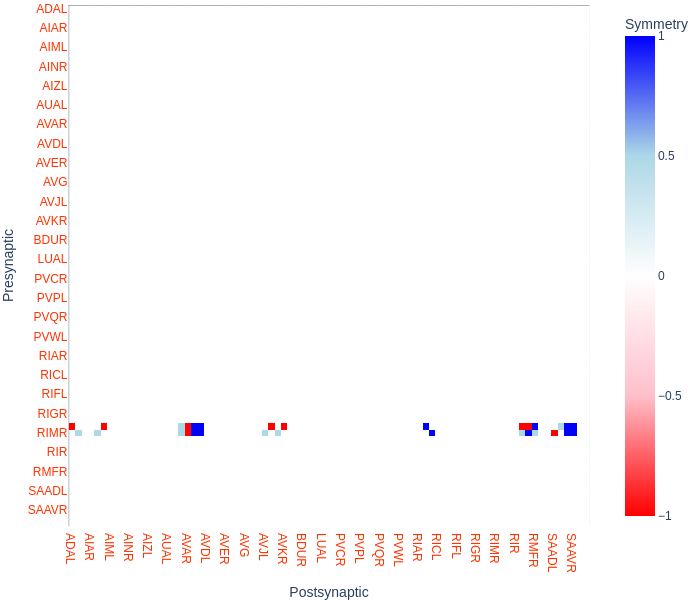 Symmetry
1
0.5
0
−0.5
−1
Presynaptic
ADAL
AIAR
AIML
AINR
AIZL
AUAL
AVAR
AVDL
AVER
AVG
AVJL
AVKR
BDUR
LUAL
PVCR
PVPL
PVQR
PVWL
RIAR
RICL
RIFL
RIGR
RIMR
RIR
RMFR
SAADL
SAAVR
ADAL
AIAR
AIML
AINR
AIZL
AUAL
AVAR
AVDL
AVER
AVG
AVJL
AVKR
BDUR
LUAL
PVCR
PVPL
PVQR
PVWL
RIAR
RICL
RIFL
RIGR
RIMR
RIR
RMFR
SAADL
SAAVR
Postsynaptic